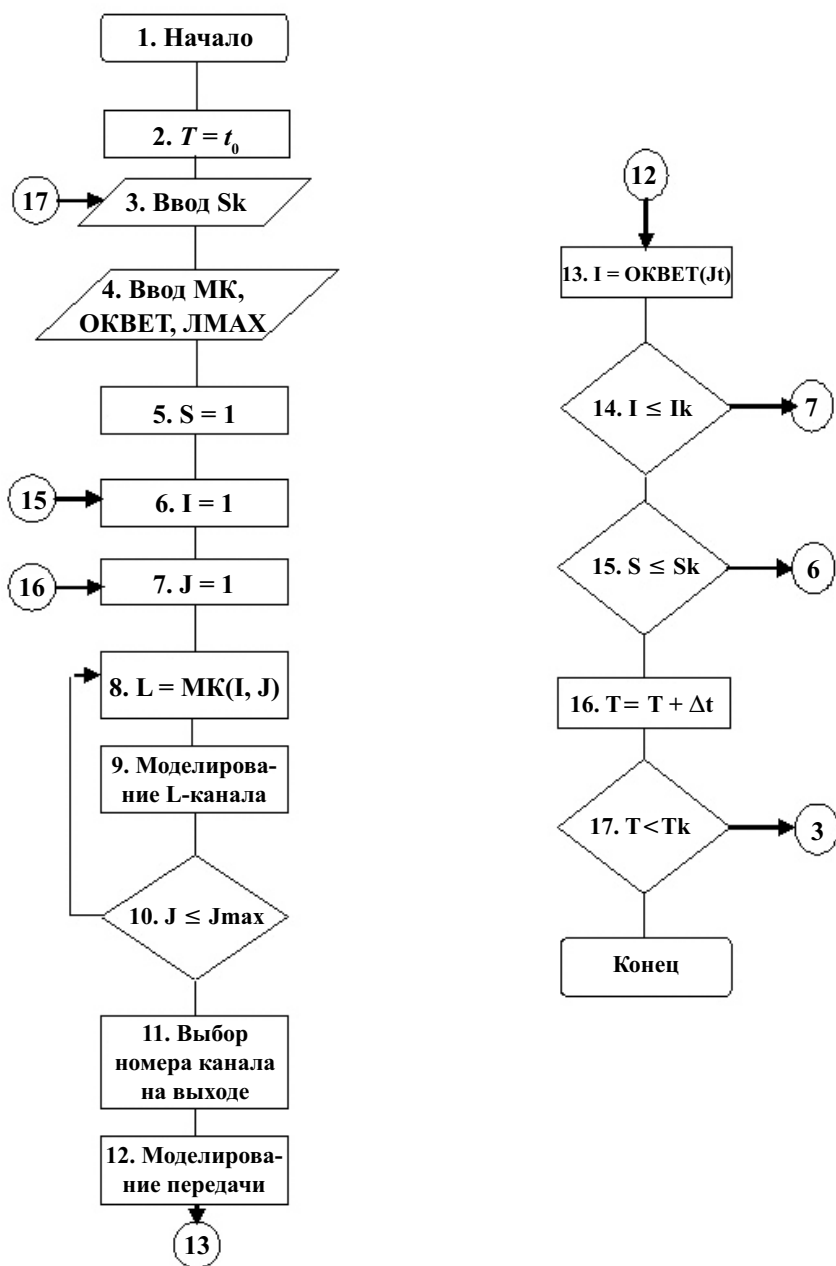 1. Начало
2. T = t0
17
3. Ввод Sk
4. Ввод МК,
ОКВЕТ, ЛМАХ
5. S = 1
15
6. I = 1
16
7. J = 1
8. L = МК(I, J)
9. Моделирова-
ние L-канала
10. J ≤ Jmax
11. Выбор
номера канала
на выходе
12. Моделирова-
ние передачи
13
12
13. I = ОКВЕТ(Jt)
14. I ≤ Ik
7
15. S ≤ Sk
6
16. T = T + Δt
17. T < Tk
3
Конец